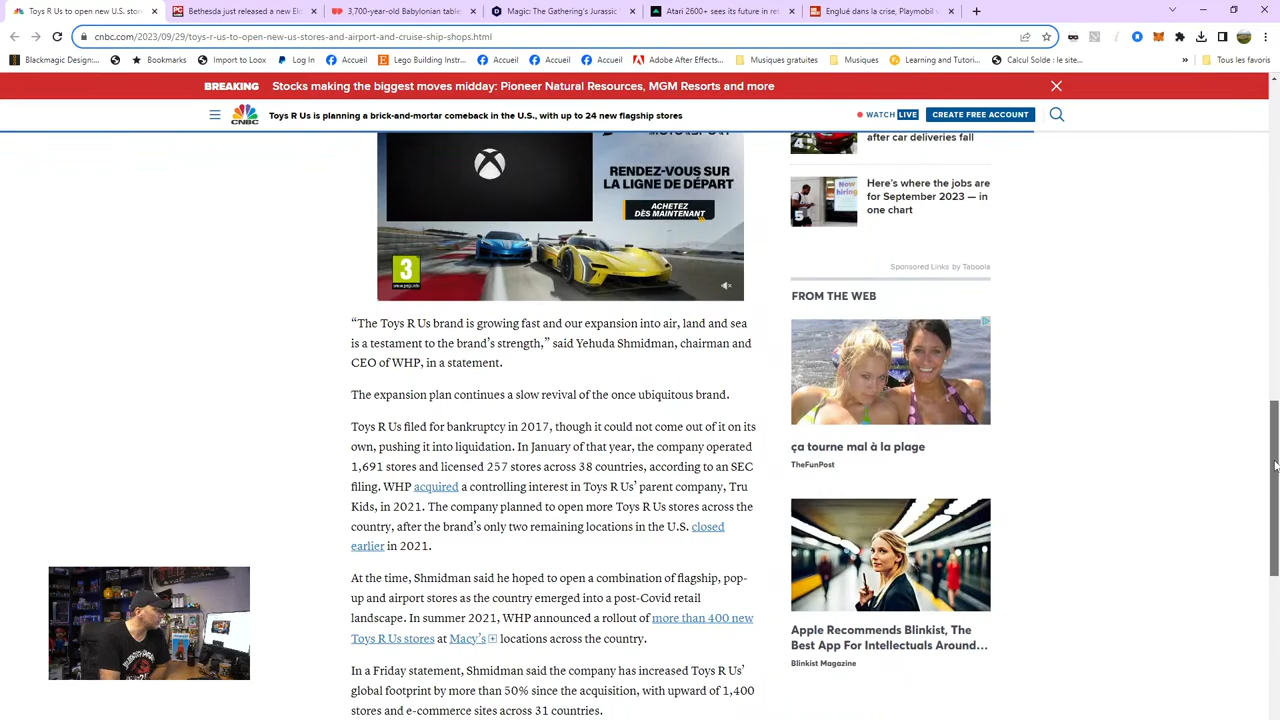 Toys R Us to open new U.S. store
Bethesda just released a new Eld
3,700-year-old Babylonian table
Magic: The Gathering's Jurassic
Atari 2600+ sees its future in re
Englué dans la crise, Playmobil v
cnbc.com/2023/09/29/toys-r-us-to-open-new-us-stores-and-airport-and-cruise-ship-shops.html
Blackmagic Design:...
Bookmarks
Import to Loox
Log In
Accueil
Lego Building Instr...
Accueil
Accueil
Accueil
Adobe After Effects...
Musiques gratuites
Musiques
Learning and Tutori...
Calcul Solde : le site...
»
Tous les favoris
BREAKING Stocks making the biggest moves midday: Pioneer Natural Resources, MGM Resorts and more
CNBC
Toys R Us is planning a brick-and-mortar comeback in the U.S., with up to 24 new flagship stores
WATCH LIVE
CREATE FREE ACCOUNT
RENDEZ-VOUS SUR
LA LIGNE DE DÉPART
ACHETEZ
DÈS MAINTENANT
3
www.pegi.info
“The Toys R Us brand is growing fast and our expansion into air, land and sea
is a testament to the brand’s strength,” said Yehuda Shmidman, chairman and
CEO of WHP, in a statement.
The expansion plan continues a slow revival of the once ubiquitous brand.
Toys R Us filed for bankruptcy in 2017, though it could not come out of it on its
own, pushing it into liquidation. In January of that year, the company operated
1,691 stores and licensed 257 stores across 38 countries, according to an SEC
filing. WHP acquired a controlling interest in Toys R Us’ parent company, Tru
Kids, in 2021. The company planned to open more Toys R Us stores across the
country, after the brand’s only two remaining locations in the U.S. closed
earlier in 2021.
At the time, Shmidman said he hoped to open a combination of flagship, pop-
up and airport stores as the country emerged into a post-Covid retail
landscape. In summer 2021, WHP announced a rollout of more than 400 new
Toys R Us stores at Macy’s locations across the country.
In a Friday statement, Shmidman said the company has increased Toys R Us’
global footprint by more than 50% since the acquisition, with upward of 1,400
stores and e-commerce sites across 31 countries.
4
after car deliveries fall
Now
hiring
5
Here’s where the jobs are
for September 2023 — in
one chart
Sponsored Links by Taboola
FROM THE WEB
ça tourne mal à la plage
TheFunPost
Apple Recommends Blinkist, The
Best App For Intellectuals Around...
Blinkist Magazine